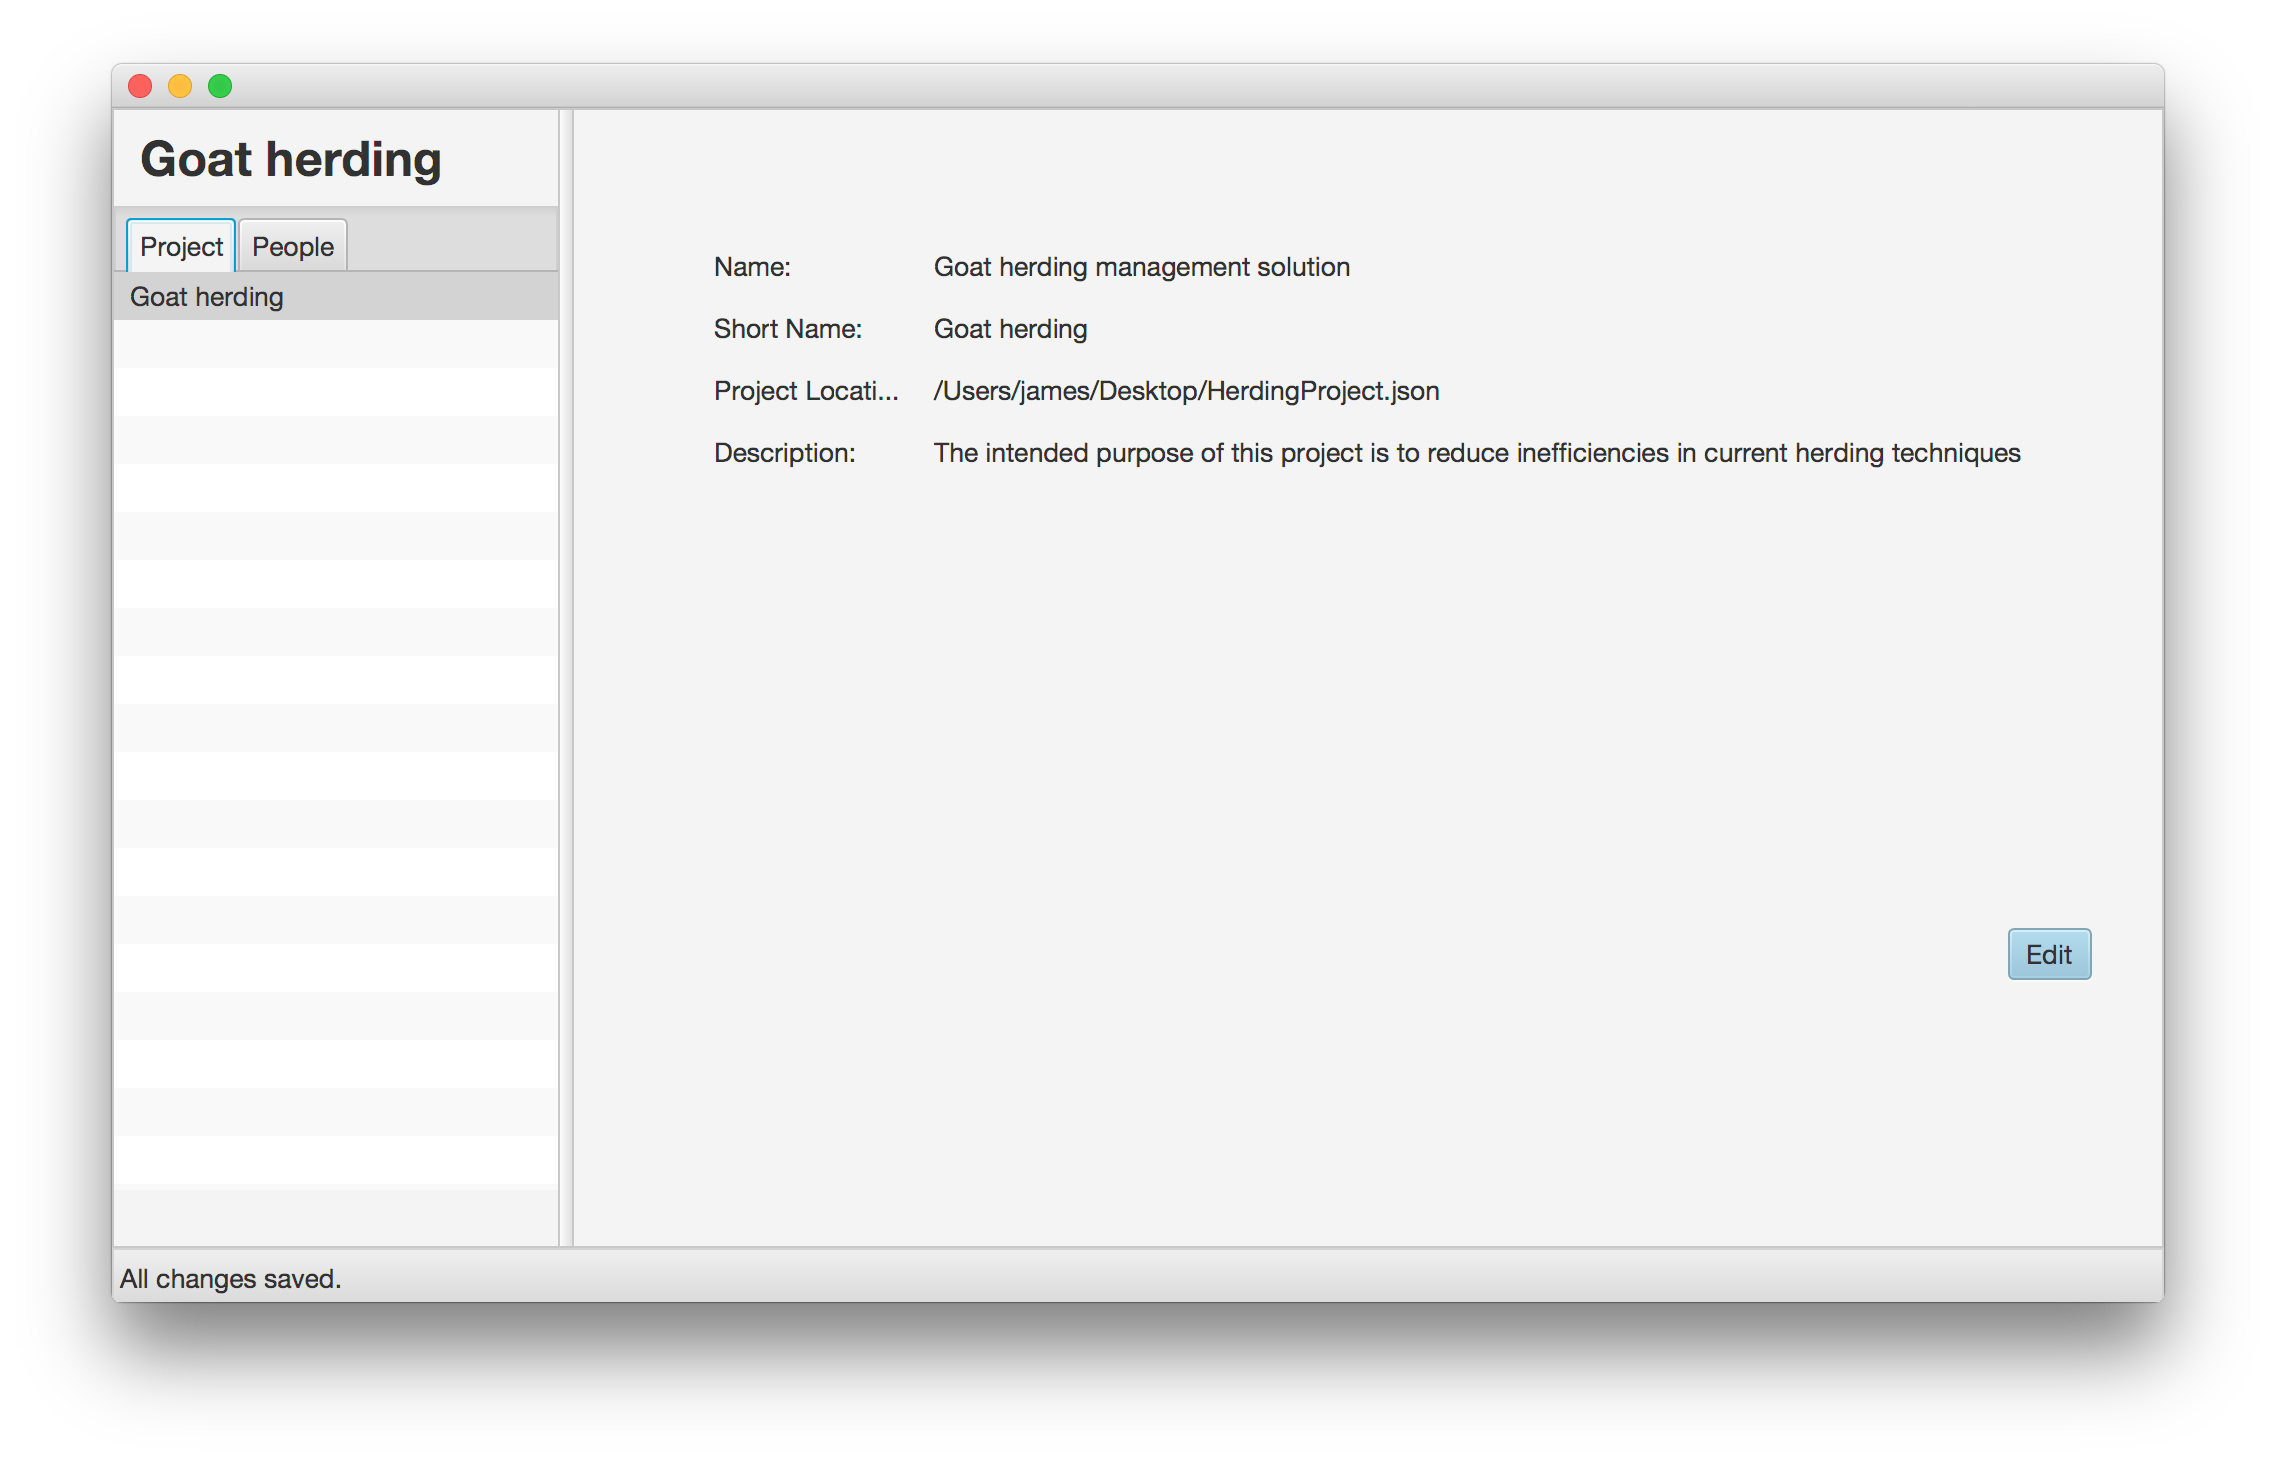 Goat herding
Project People
Goat herding
Name: Goat herding management solution
Short Name: Goat herding
Project Locati... /Users/james/Desktop/HerdingProject.json
Description: The intended purpose of this project is to reduce inefficiencies in current herding techniques
Edit
All changes saved.